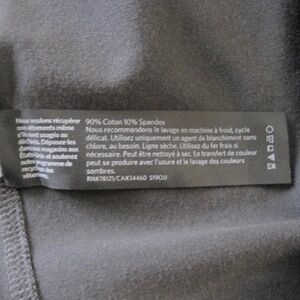 Nous voulons récupérer
nos vêtements même
s'ils sont usagés ou
déchirés. Déposez-les
dans nos magasins aux
États-Unis et soutenez
notre programme de
recyclage des
vêtements.
90% Coton 10% Spandex
Nous recommandons le lavage en machine à froid, cycle
délicat. Utilisez uniquement un agent de blanchiment sans
chlore, au besoin. Ligne sèche. Utilisez du fer frais si
nécessaire. Peut être nettoyé à sec. Le transfert de couleur
peut se produire avec l'usure et le lavage des couleurs
sombres.
RN#78121/CA#34460 S19OJJ